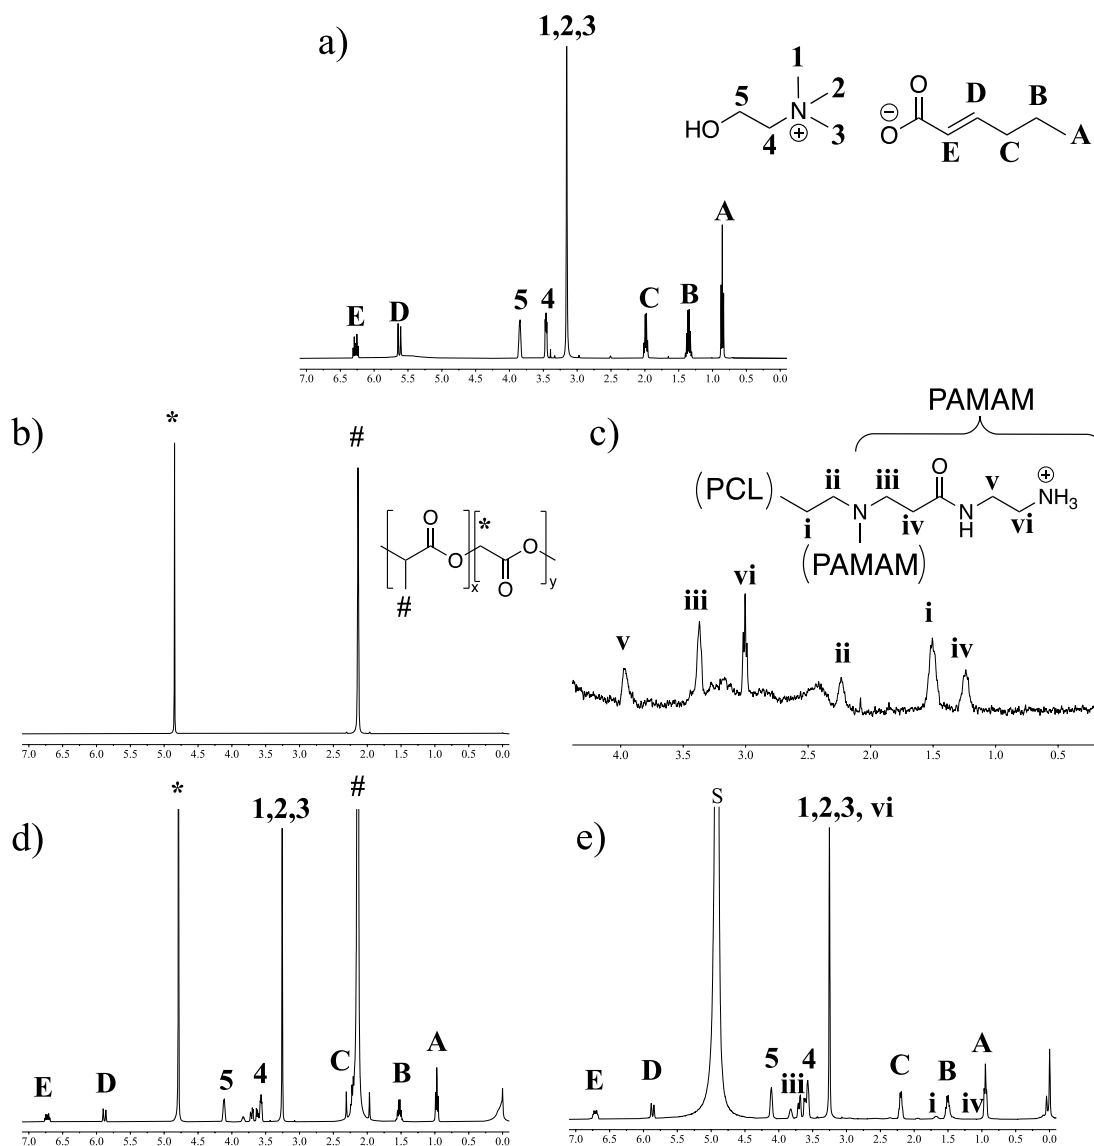 a)
1,2,3
E
D
5
4
C
B
A
7.0 6.5 6.0 5.5 5.0 4.5 4.0 3.5 3.0 2.5 2.0 1.5 1.0 0.5 0.0
1
2
3
4
5
HO
N
⊕
O
⊖
O
D
B
E
C
A
b)
*
#
O
*
O
O
O
x
y
#
7.0 6.5 6.0 5.5 5.0 4.5 4.0 3.5 3.0 2.5 2.0 1.5 1.0 0.5 0.0
c)
PAMAM
(PCL)
ii
iii
O
v
⊕
NH3
i
N
iv
N
H
vi
(PAMAM)
v
iii
vi
ii
i
iv
4.0 3.5 3.0 2.5 2.0 1.5 1.0 0.5
d)
*
1,2,3
#
E
D
5
4
C
B
A
7.0 6.5 6.0 5.5 5.0 4.5 4.0 3.5 3.0 2.5 2.0 1.5 1.0 0.5 0.0
e)
S
1,2,3, vi
E
D
5
iii
4
C
i
B
iv
A
7.0 6.5 6.0 5.5 5.0 4.5 4.0 3.5 3.0 2.5 2.0 1.5 1.0 0.5 0.0